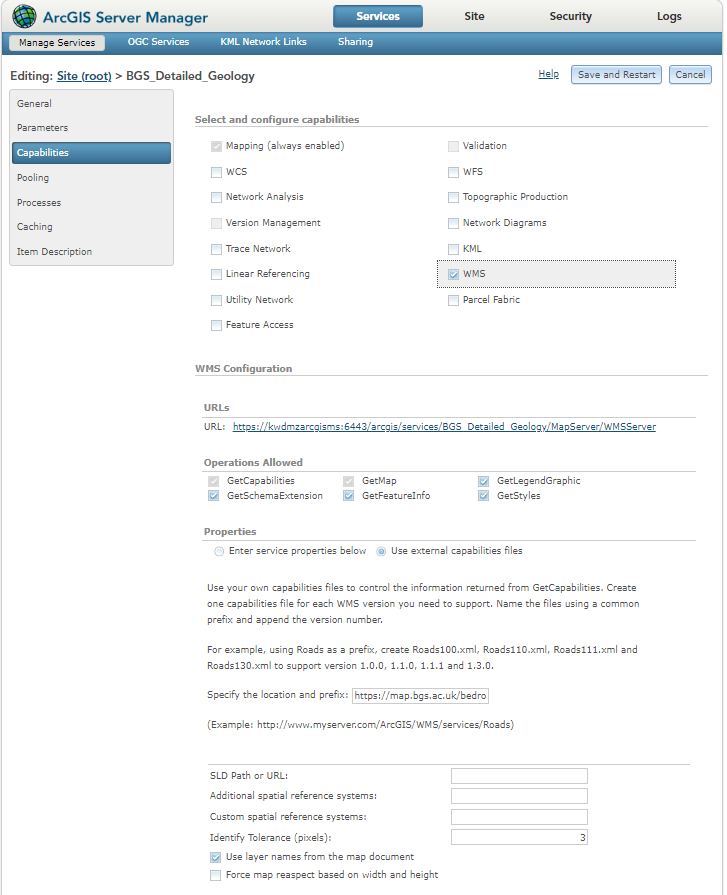 ArcGIS Server Manager
Services Site Security Logs
Manage Services OGC Services KML Network Links Sharing
Editing: Site (root) > BGS_Detailed_Geology
Help Save and Restart Cancel
General
Parameters
Capabilities
Pooling
Processes
Caching
Item Description
Select and configure capabilities
Mapping (always enabled) Validation
WCS WFS
Network Analysis Topographic Production
Version Management Network Diagrams
Trace Network KML
Linear Referencing WMS
Utility Network Parcel Fabric
Feature Access
WMS Configuration
URLs
URL: https://kwdmzarcgisms:6443/arcgis/services/BGS_Detailed_Geology/MapServer/WMSServer
Operations Allowed
GetCapabilities GetMap GetLegendGraphic
GetSchemaExtension GetFeatureInfo GetStyles
Properties
Enter service properties below Use external capabilities files
Use your own capabilities files to control the information returned from GetCapabilities. Create
one capabilities file for each WMS version you need to support. Name the files using a common
prefix and append the version number.
For example, using Roads as a prefix, create Roads100.xml, Roads110.xml, Roads111.xml and
Roads130.xml to support version 1.0.0, 1.1.0, 1.1.1 and 1.3.0.
Specify the location and prefix: https://map.bgs.ac.uk/bedro
(Example: http://www.myserver.com/ArcGIS/WMS/services/Roads)
SLD Path or URL:
Additional spatial reference systems:
Custom spatial reference systems:
Identify Tolerance (pixels): 3
Use layer names from the map document
Force map reaspect based on width and height